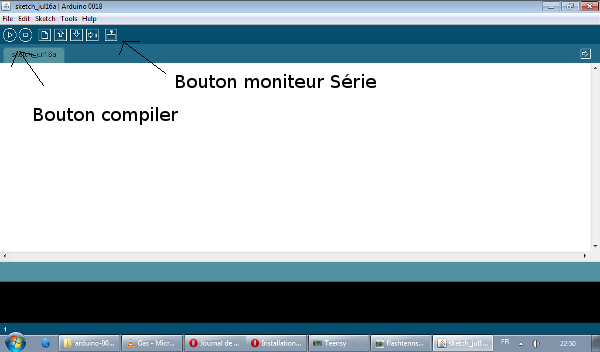 sketch_jul16a | Arduino 0018
File Edit Sketch Tools Help
sketch_jul16a
Bouton moniteur Série
Bouton compiler
1
arduino-00... Gas - Micr... Journal de ... Installation... Teensy flashtenns... sketch_jul1... FR 22:50